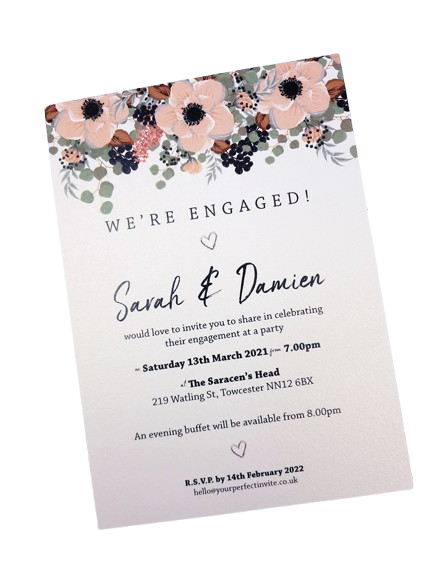 WE'RE ENGAGED!
Sarah & Damien
would love to invite you to share in celebrating
their engagement at a party
on Saturday 13th March 2021 from 7.00pm
at The Saracen's Head
219 Watling St, Towcester NN12 6BX
An evening buffet will be available from 8.00pm
R.S.V.P. by 14th February 2022
hello@yourperfectinvite.co.uk